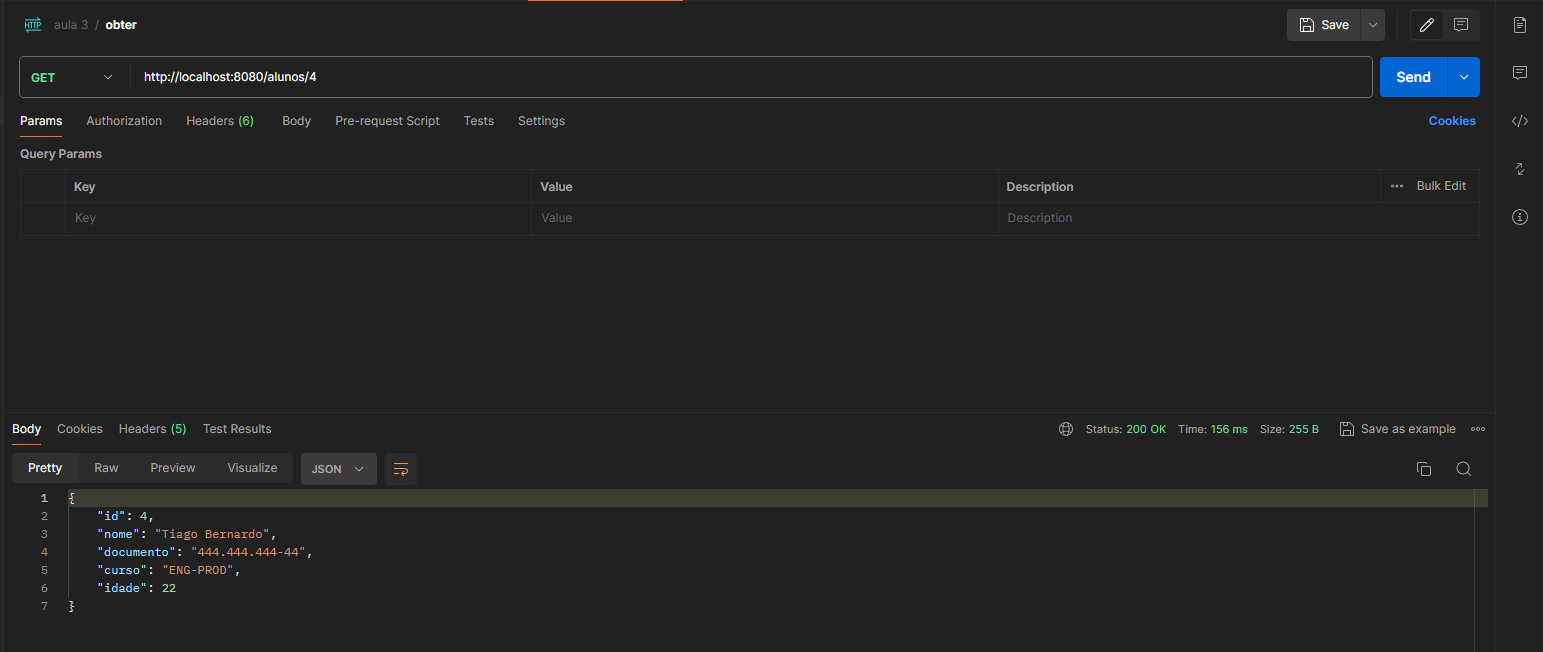 HTTP aula 3 / obter Save
GET http://localhost:8080/alunos/4 Send
Params Authorization Headers (6) Body Pre-request Script Tests Settings Cookies
Query Params
Key Value Description Bulk Edit
Key Value Description
Body Cookies Headers (5) Test Results Status: 200 OK Time: 156 ms Size: 255 B Save as example
Pretty Raw Preview Visualize JSON
1 {
2 "id": 4,
3 "nome": "Tiago Bernardo",
4 "documento": "444.444.444-44",
5 "curso": "ENG-PROD",
6 "idade": 22
7 }